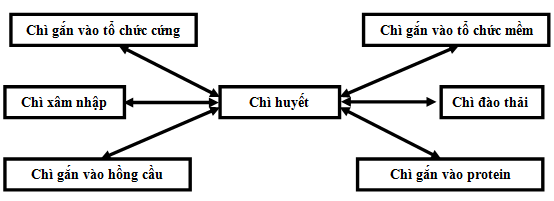 Chì gắn vào tổ chức cứng
Chì gắn vào tổ chức mềm
Chì xâm nhập
Chì huyết
Chì đào thải
Chì gắn vào hồng cầu
Chì gắn vào protein